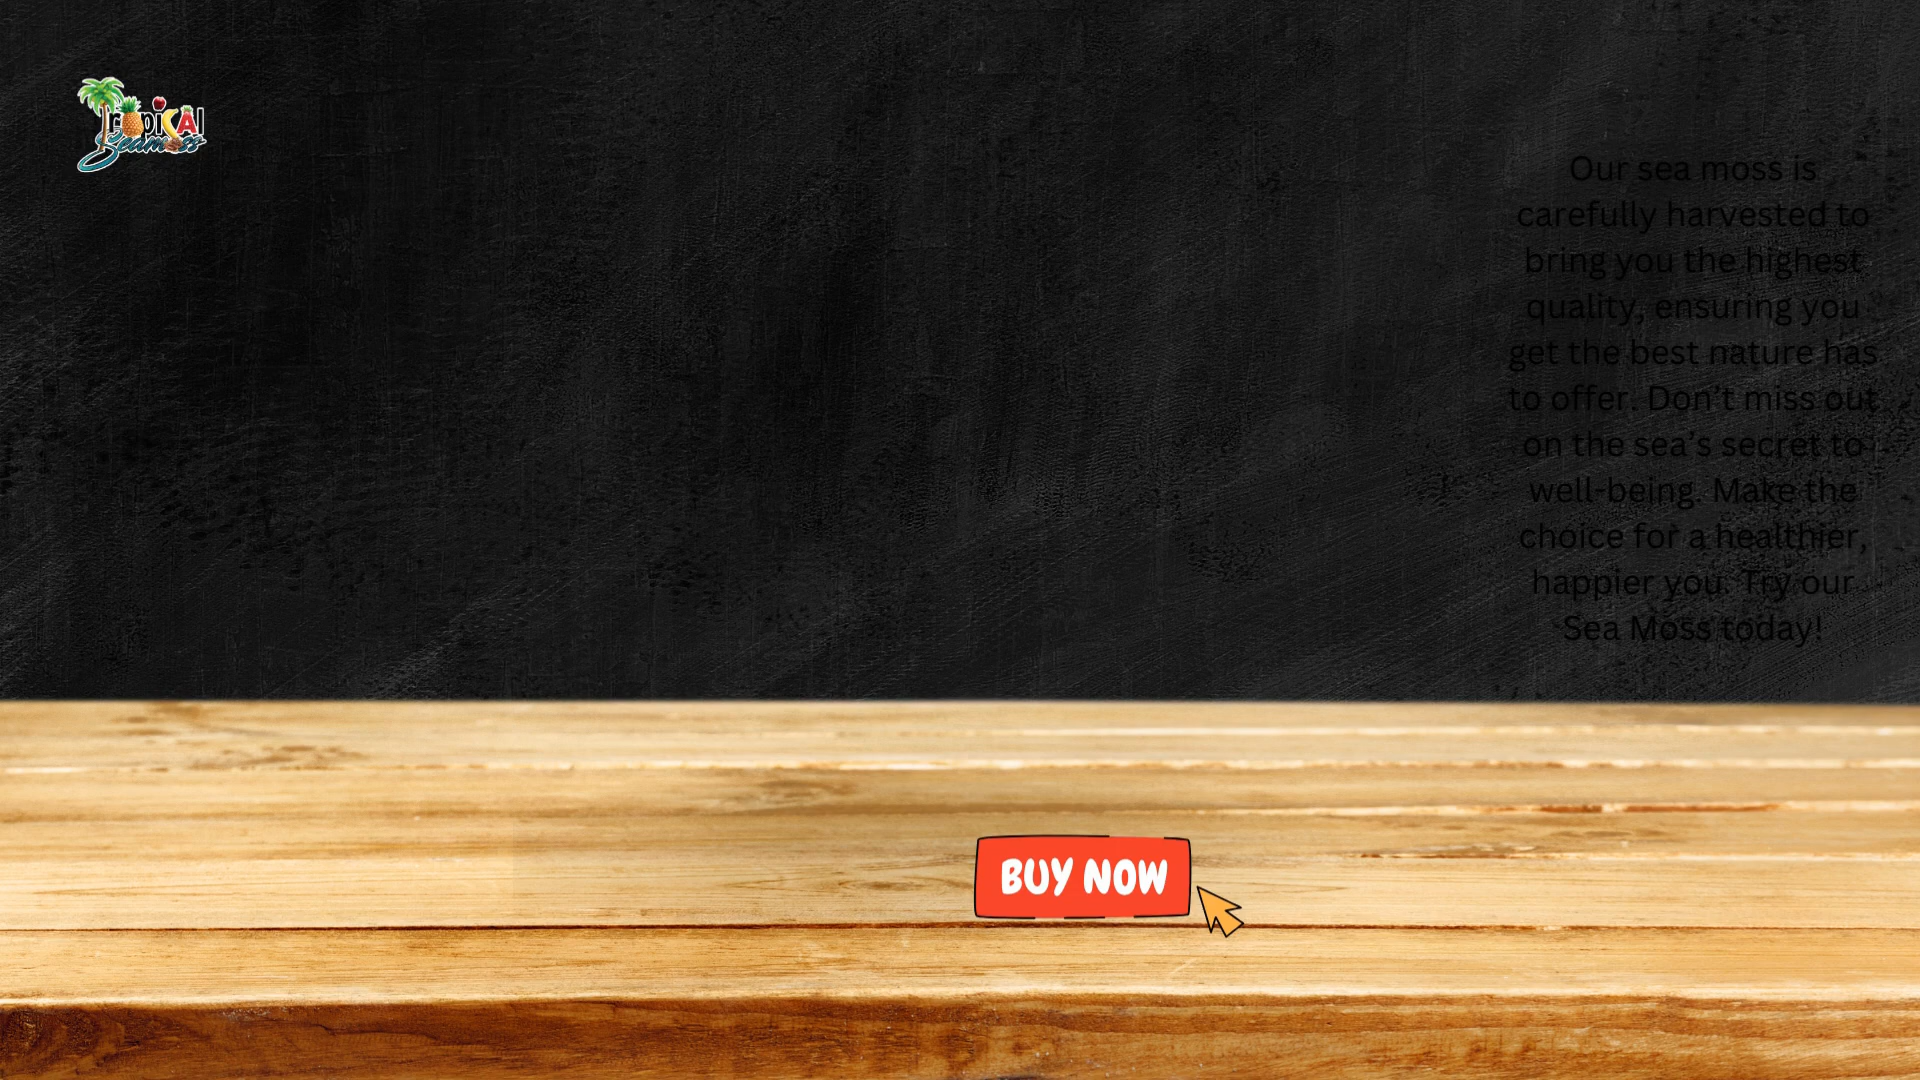 Tropical
Seamoss
Our sea moss is
carefully harvested to
bring you the highest
quality, ensuring you
get the best nature has
to offer. Don’t miss out
on the sea’s secret to
well-being. Make the
choice for a healthier,
happier you. Try our
Sea Moss today!
BUY NOW